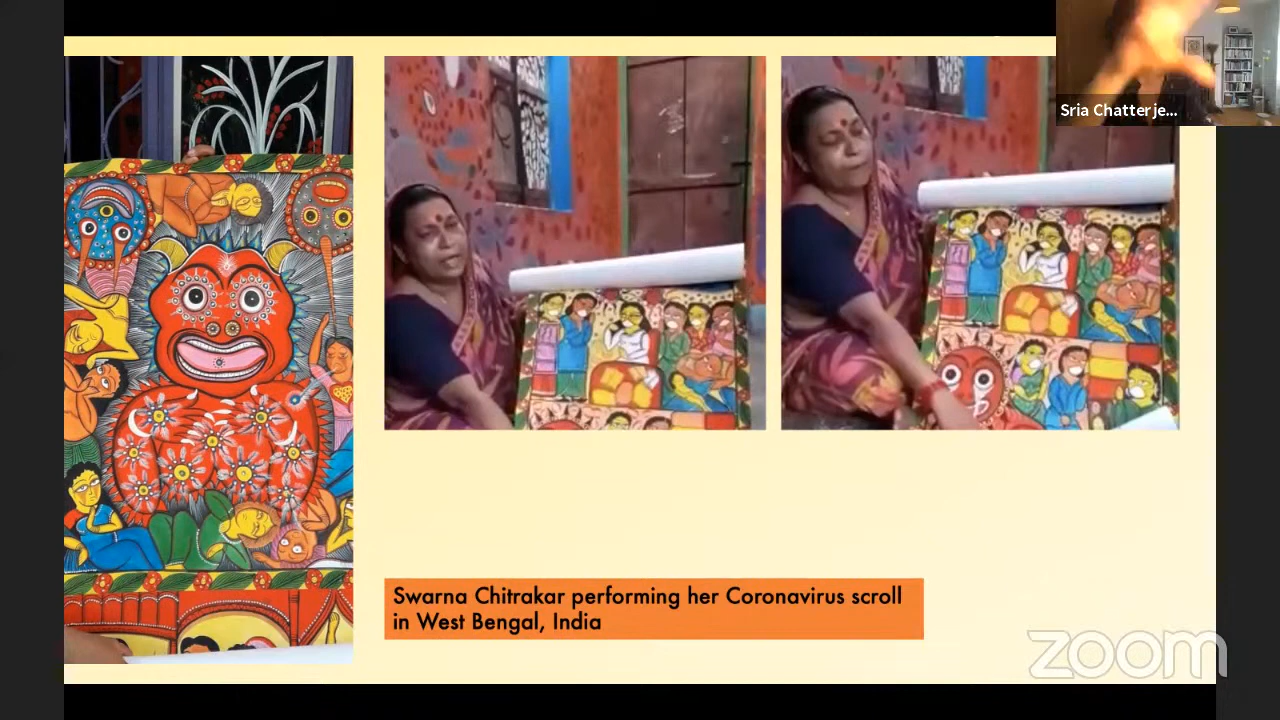 Sria Chatterje...
Swarna Chitrakar performing her Coronavirus scroll
in West Bengal, India
zoom